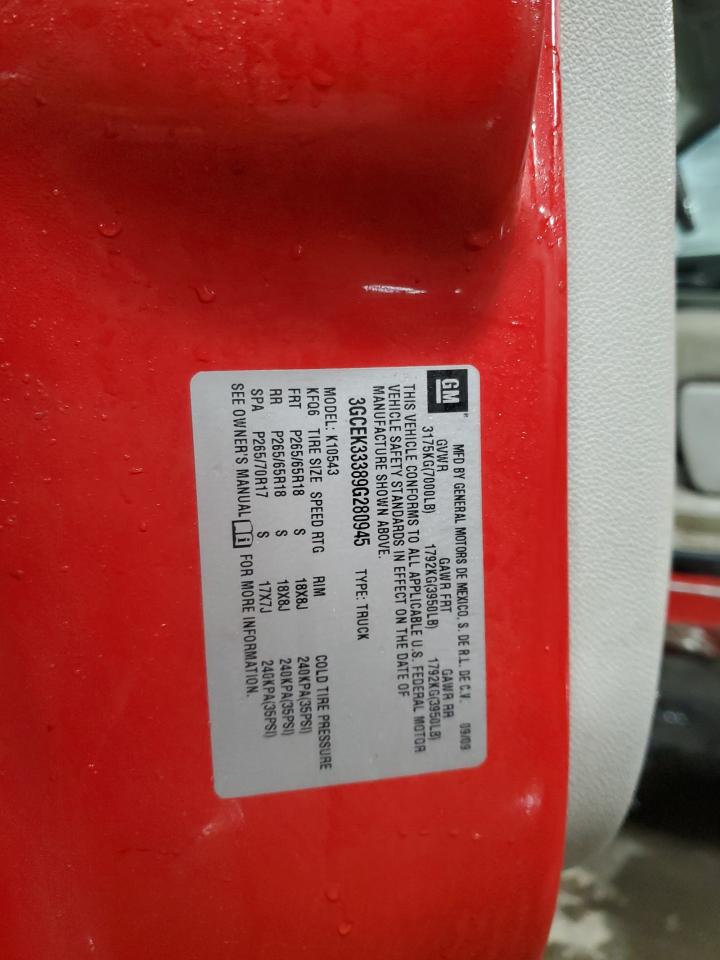 GM
MFD BY GENERAL MOTORS DE MEXICO, S. DE R.L. DE C.V. 09/09
GVWR GAWR FRT GAWR RR
3175KG(7000LB) 1792KG(3950LB) 1792KG(3950LB)
THIS VEHICLE CONFORMS TO ALL APPLICABLE U.S. FEDERAL MOTOR
VEHICLE SAFETY STANDARDS IN EFFECT ON THE DATE OF
MANUFACTURE SHOWN ABOVE.
3GCEK33389G280945 TYPE: TRUCK
MODEL: K10543
KFQ6 TIRE SIZE SPEED RTG RIM COLD TIRE PRESSURE
FRT P265/65R18 S 18X8J 240KPA(35PSI)
RR P265/65R18 S 18X8J 240KPA(35PSI)
SPA P265/70R17 S 17X7J 240KPA(35PSI)
SEE OWNER'S MANUAL FOR MORE INFORMATION.